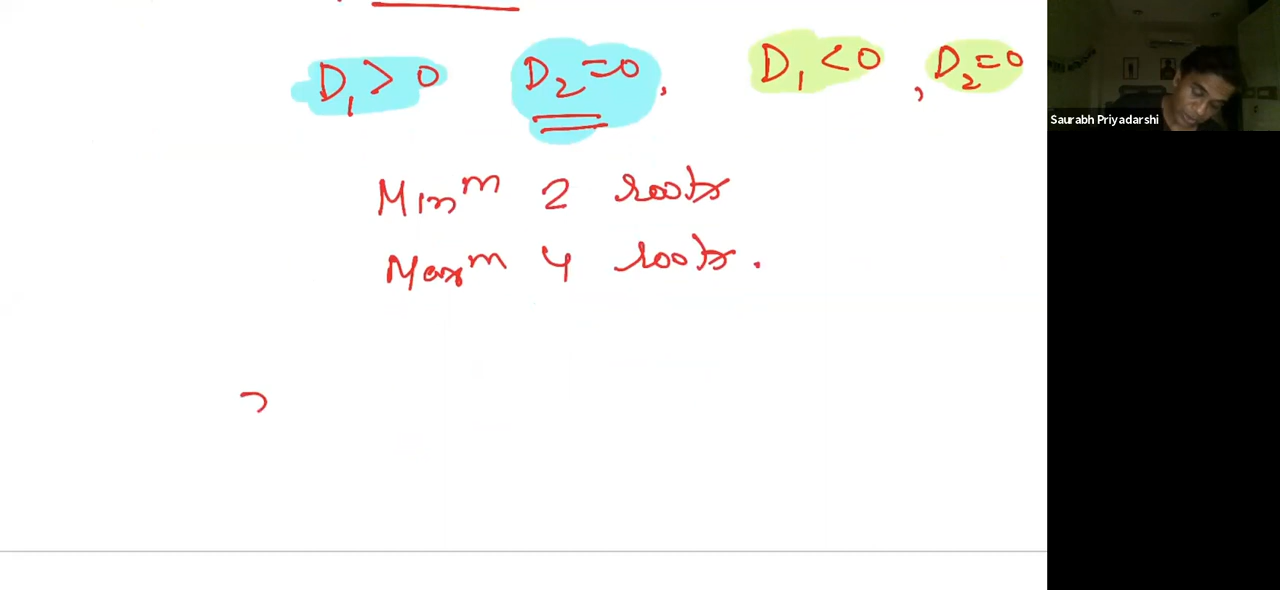 D₁ > 0 D₂ = 0 , D₁ < 0 , D₂ = 0
Minᵐ 2 roots
Maxᵐ 4 roots .
Saurabh Priyadarshi